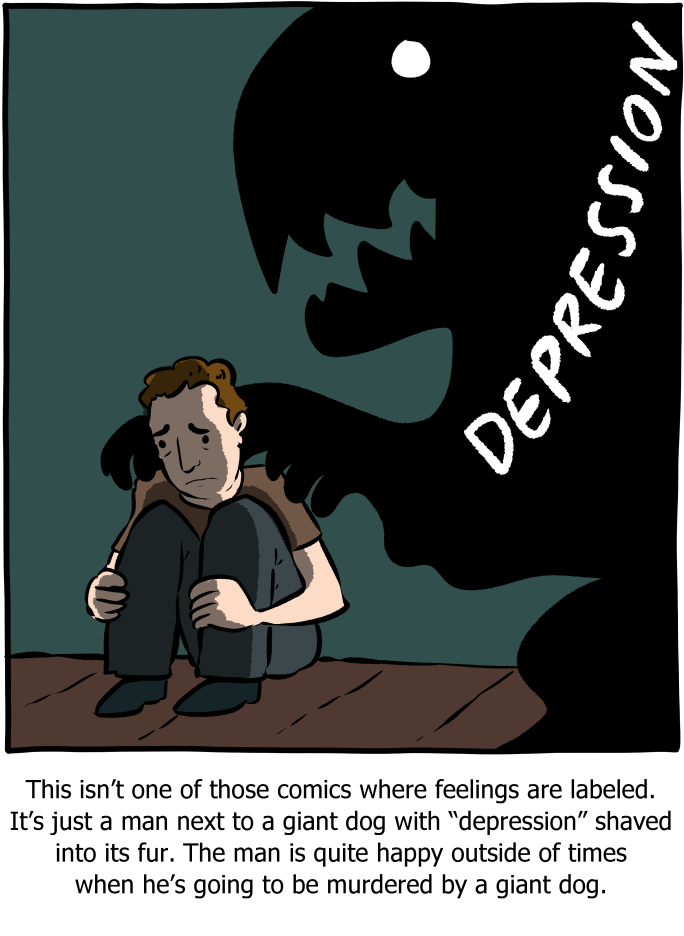 DEPRESSION
This isn’t one of those comics where feelings are labeled.
It’s just a man next to a giant dog with “depression” shaved
into its fur. The man is quite happy outside of times
when he’s going to be murdered by a giant dog.